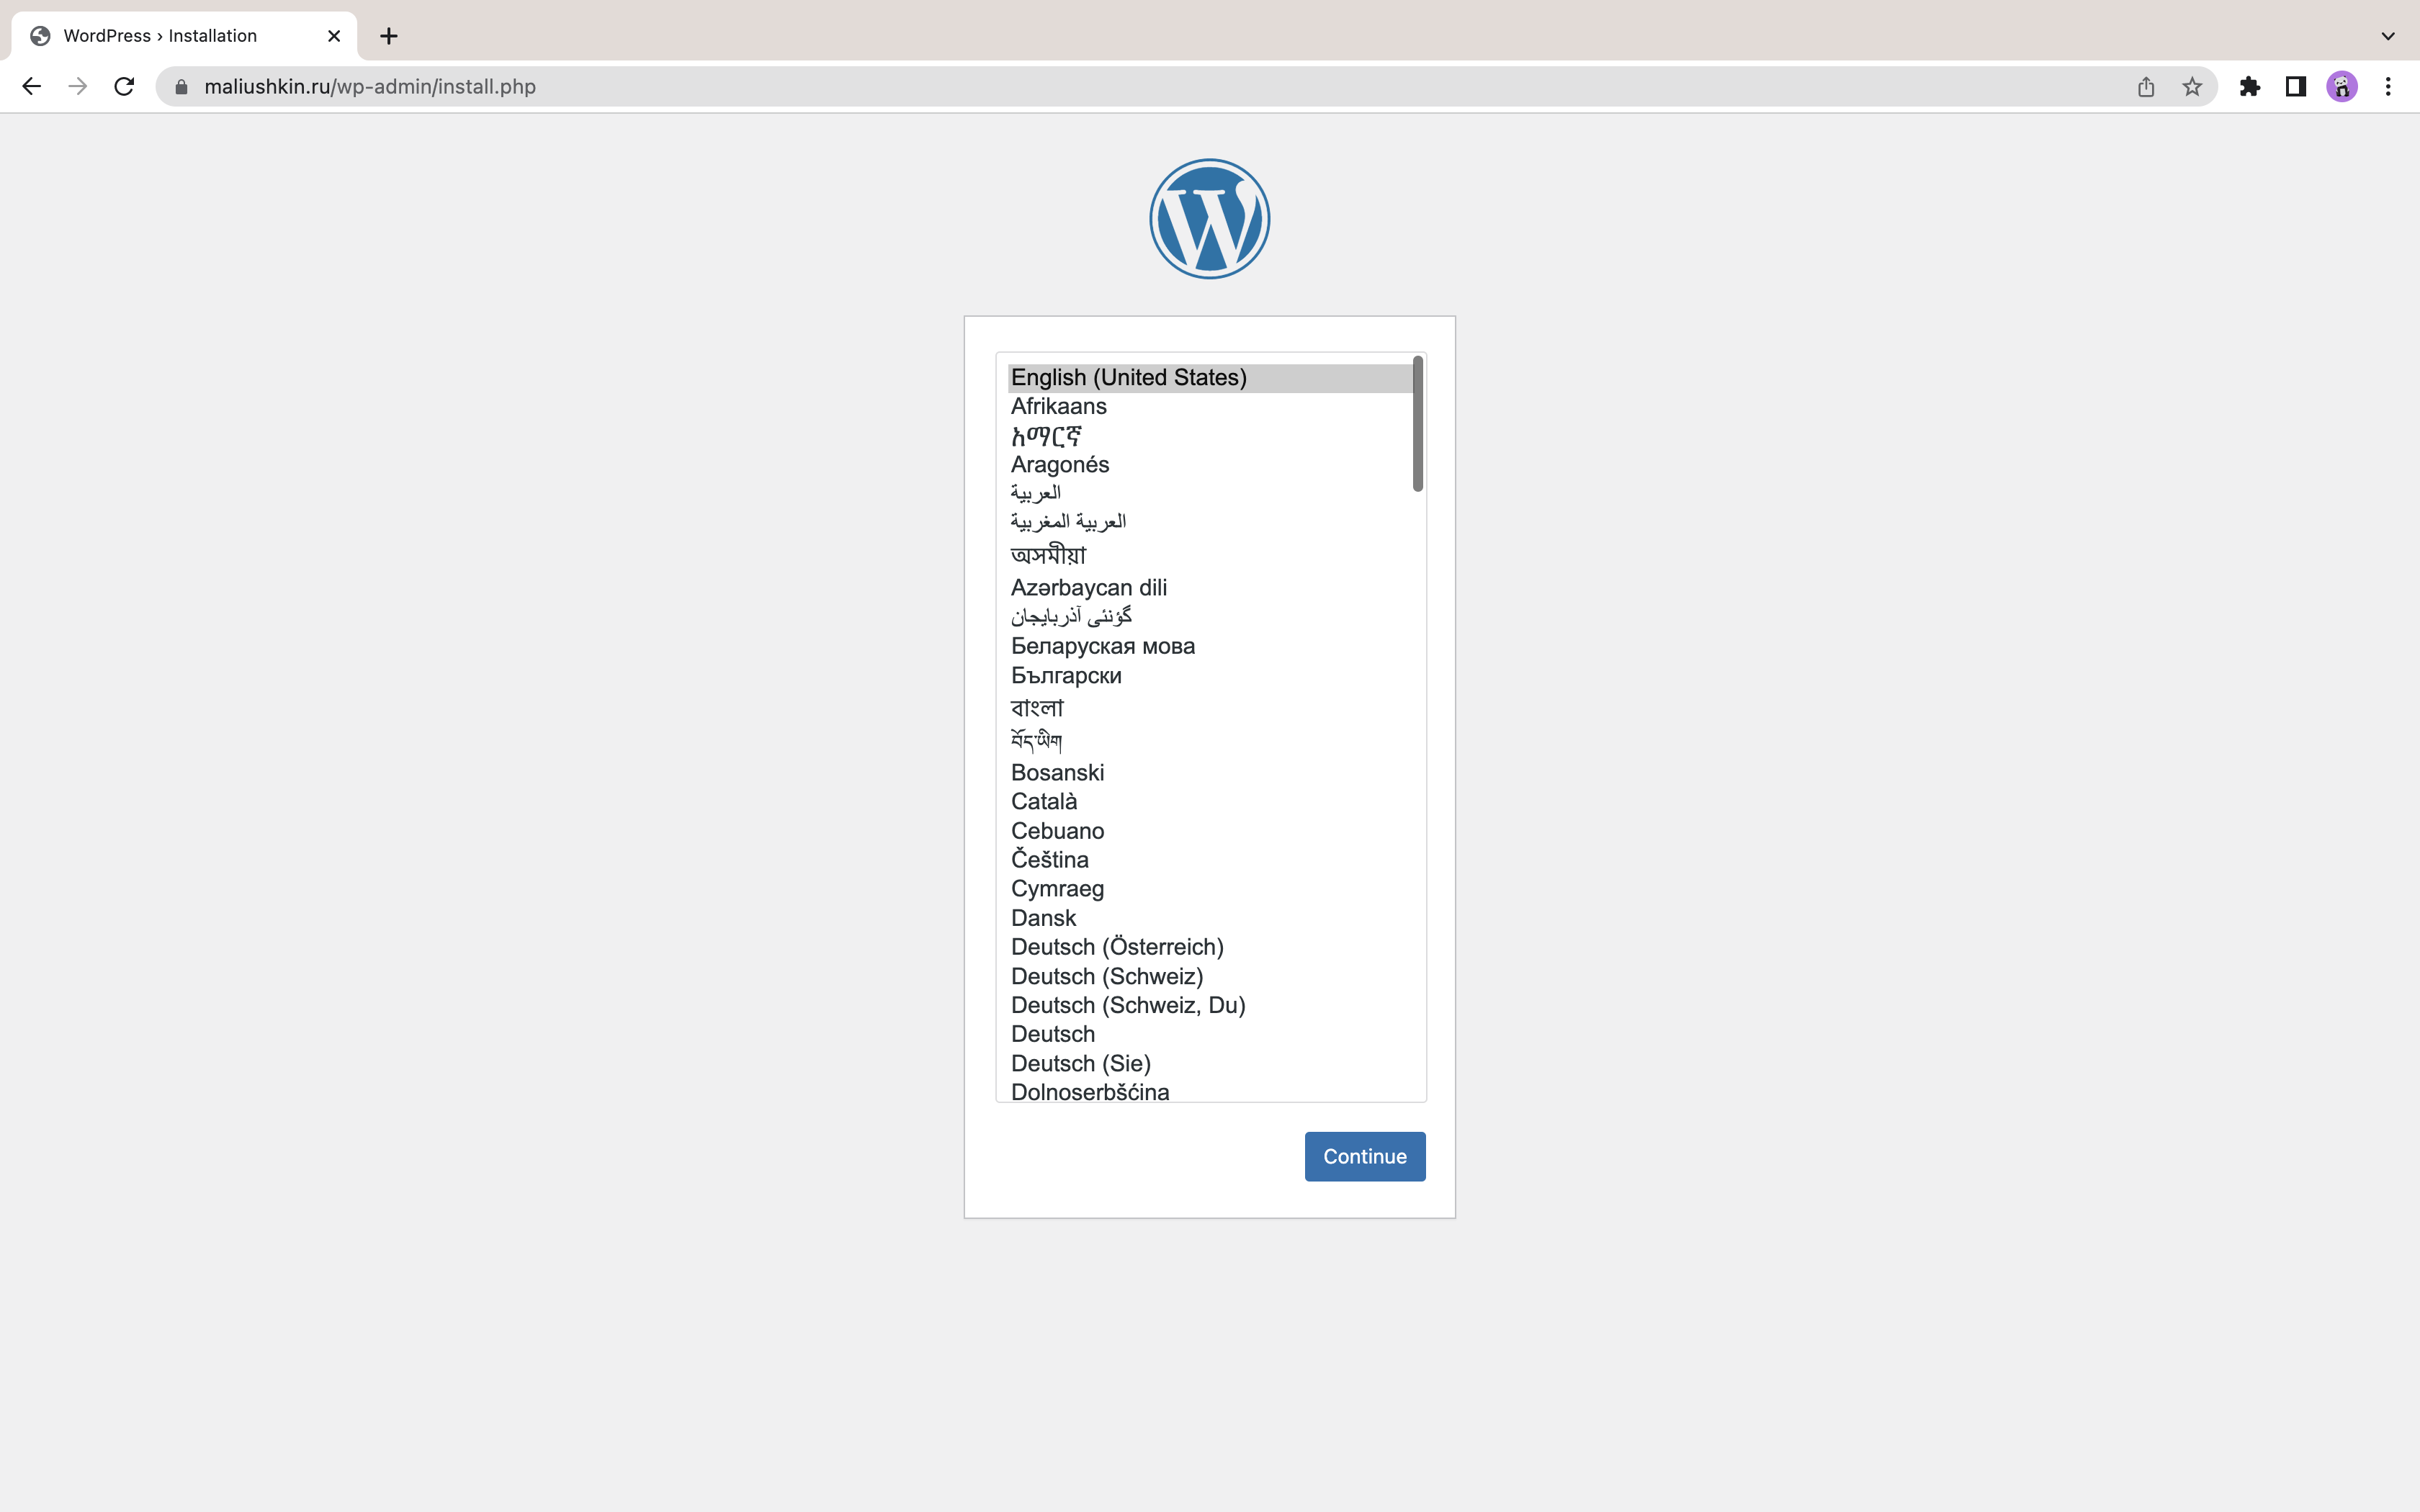 WordPress › Installation
maliushkin.ru/wp-admin/install.php
English (United States)
Afrikaans
አማርኛ
Aragonés
العربية
العربية المغربية
অসমীয়া
Azərbaycan dili
گؤنئی آذربایجان
Беларуская мова
Български
বাংলা
བོད་ཡིག
Bosanski
Català
Cebuano
Čeština
Cymraeg
Dansk
Deutsch (Österreich)
Deutsch (Schweiz)
Deutsch (Schweiz, Du)
Deutsch
Deutsch (Sie)
Dolnoserbšćina
Continue